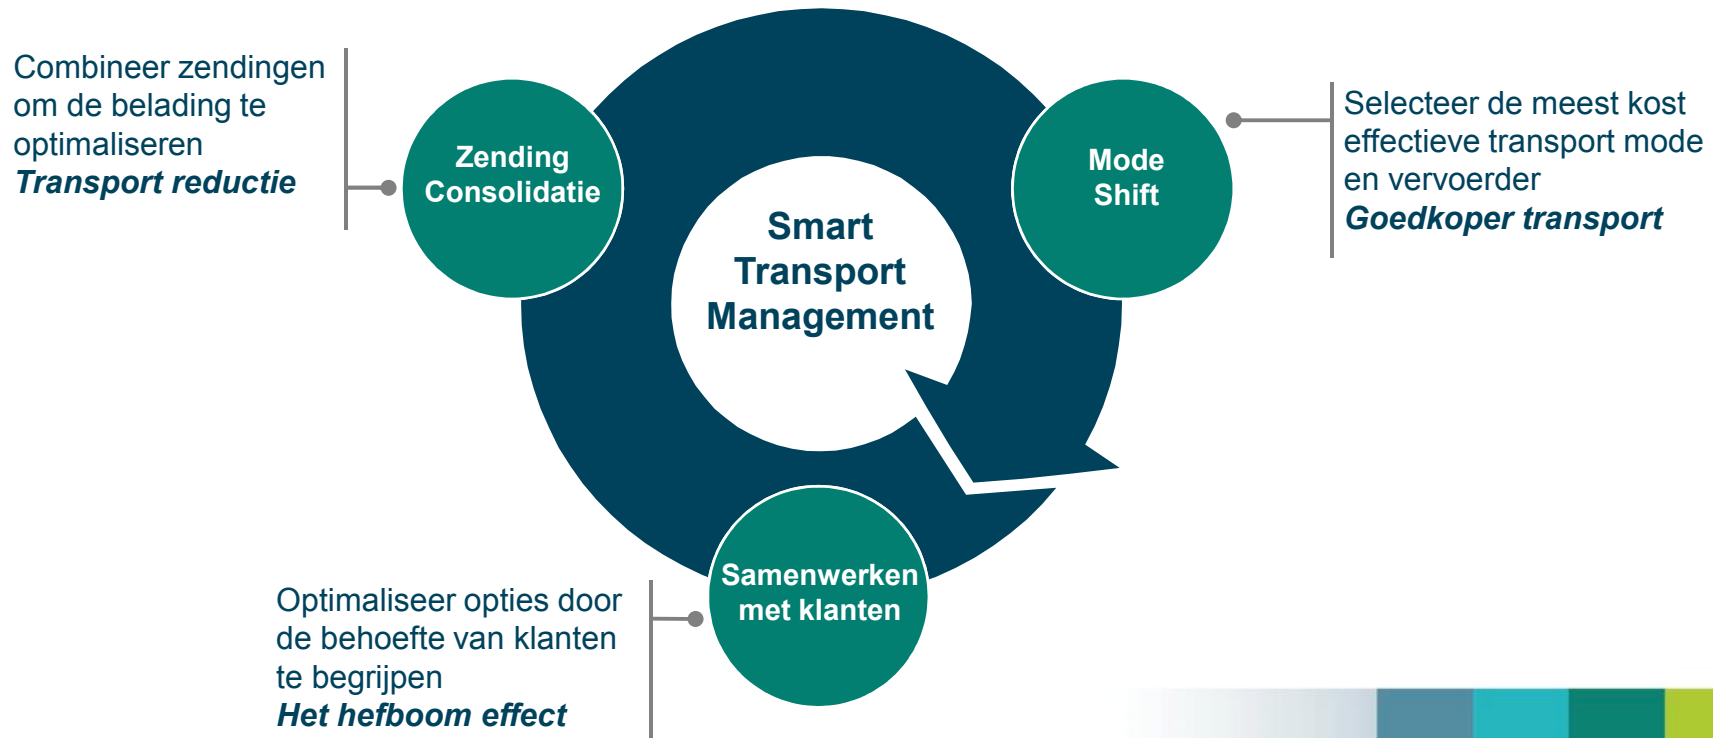 Combineer zendingen
om de belading te
optimaliseren
Transport reductie
Zending
Consolidatie
Smart
Transport
Management
Mode
Shift
Selecteer de meest kost
effectieve transport mode
en vervoerder
Goedkoper transport
Samenwerken
met klanten
Optimaliseer opties door
de behoefte van klanten
te begrijpen
Het hefboom effect